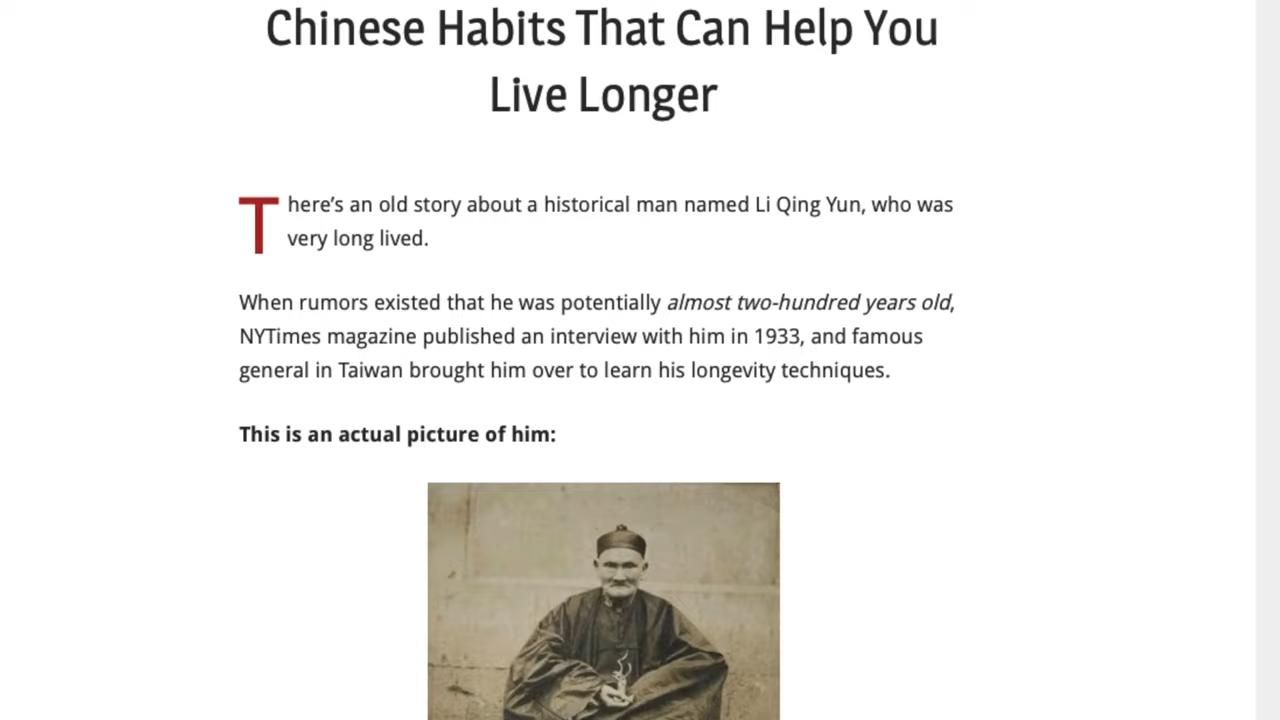 Chinese Habits That Can Help You
Live Longer
There’s an old story about a historical man named Li Qing Yun, who was
very long lived.
When rumors existed that he was potentially almost two-hundred years old,
NYTimes magazine published an interview with him in 1933, and famous
general in Taiwan brought him over to learn his longevity techniques.
This is an actual picture of him: